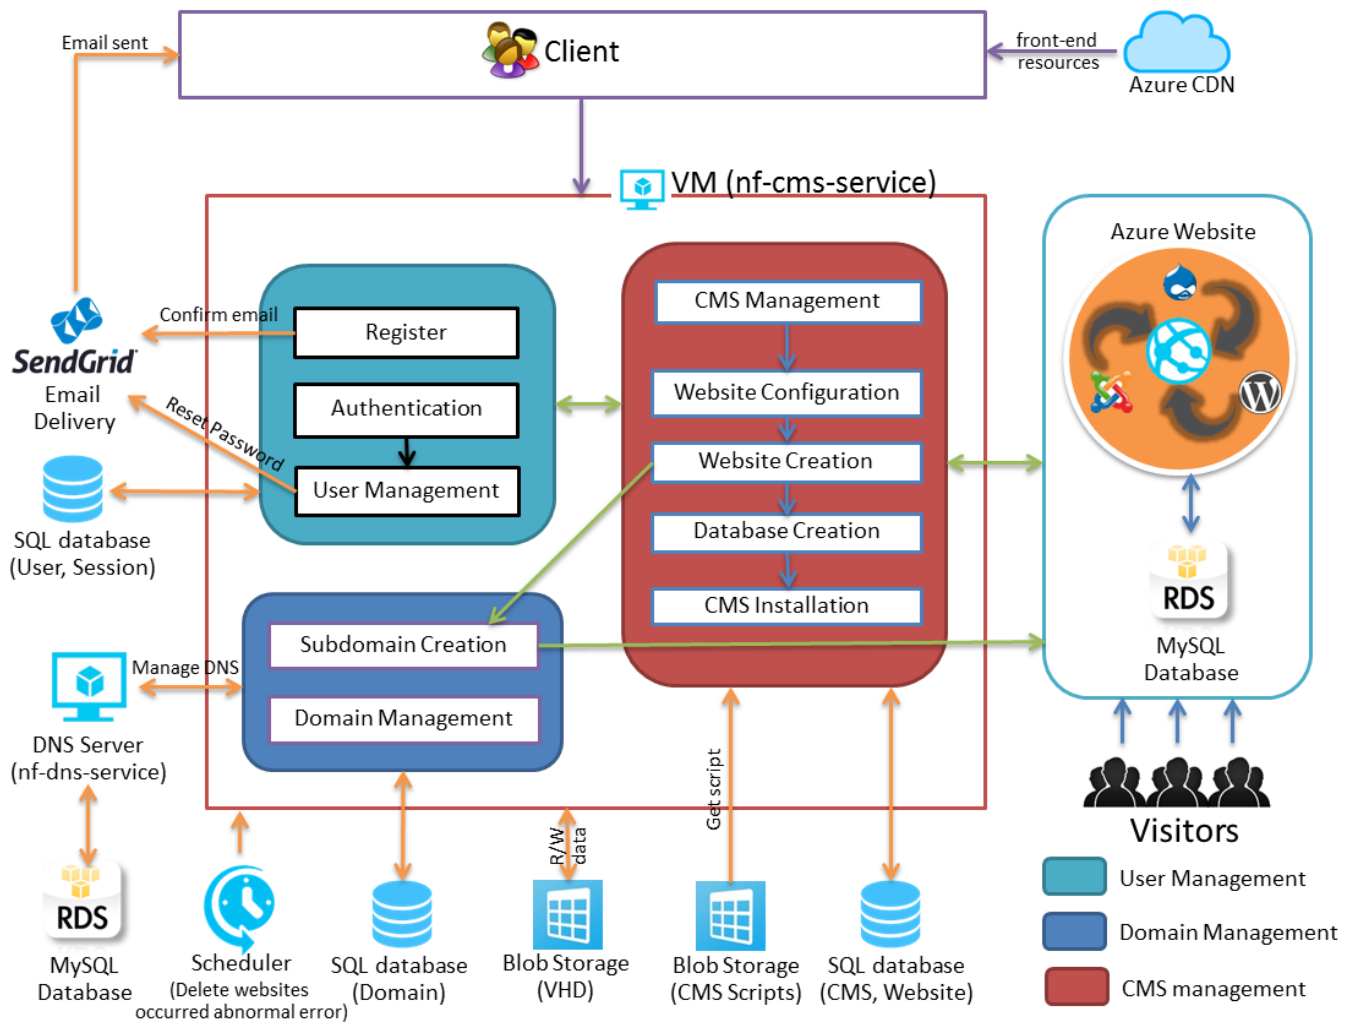 Email sent
Client
front-end
resources
Azure CDN
VM (nf-cms-service)
Azure Website
CMS Management
Confirm email
Register
SendGrid
Email
Delivery
Website Configuration
Authentication
Reset Password
Website Creation
User Management
SQL database
(User, Session)
Database Creation
CMS Installation
RDS
MySQL
Database
Subdomain Creation
Manage DNS
Domain Management
DNS Server
(nf-dns-service)
Get script
R/W
data
Visitors
User Management
Domain Management
CMS management
RDS
MySQL
Database
Scheduler
(Delete websites
occurred abnormal error)
SQL database
(Domain)
Blob Storage
(VHD)
Blob Storage
(CMS Scripts)
SQL database
(CMS, Website)